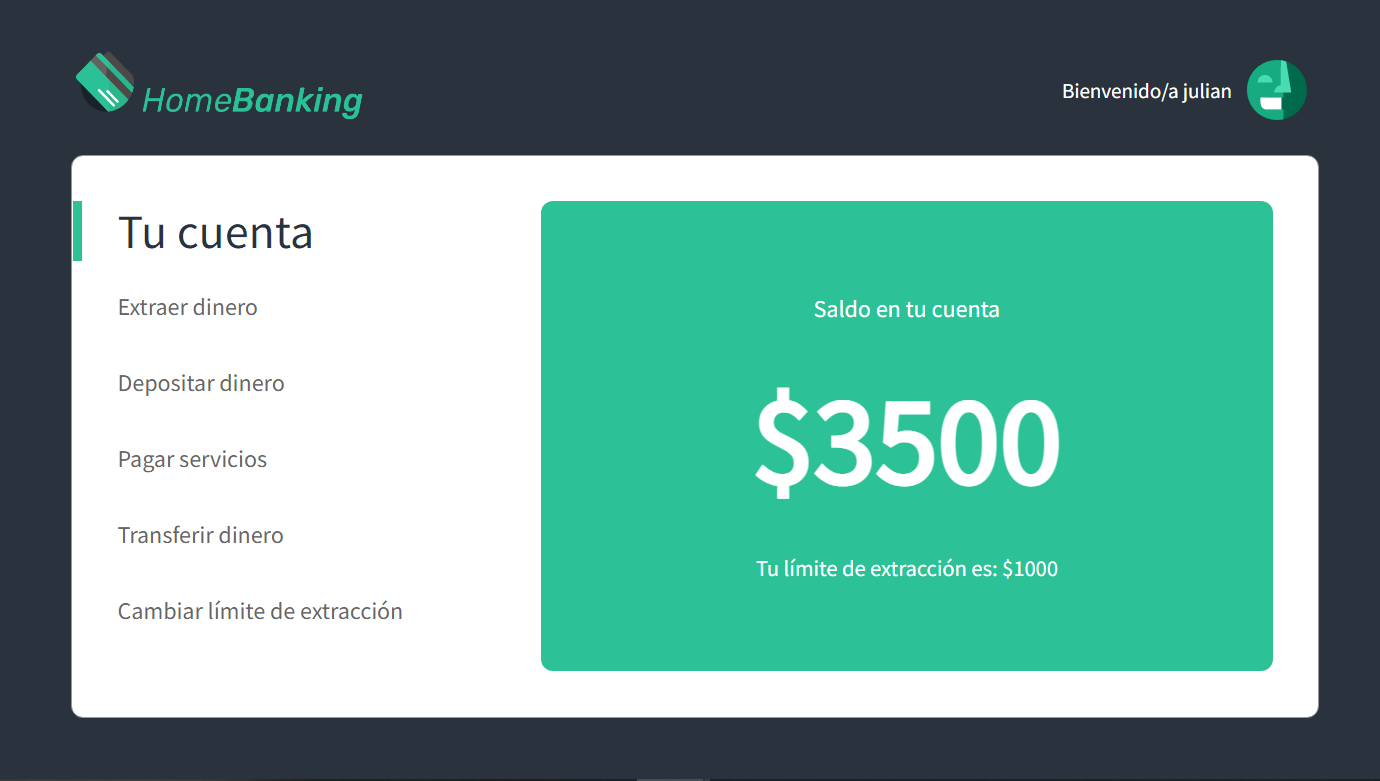 HomeBanking
Bienvenido/a julian
Tu cuenta
Extraer dinero
Depositar dinero
Pagar servicios
Transferir dinero
Cambiar límite de extracción
Saldo en tu cuenta
$3500
Tu límite de extracción es: $1000